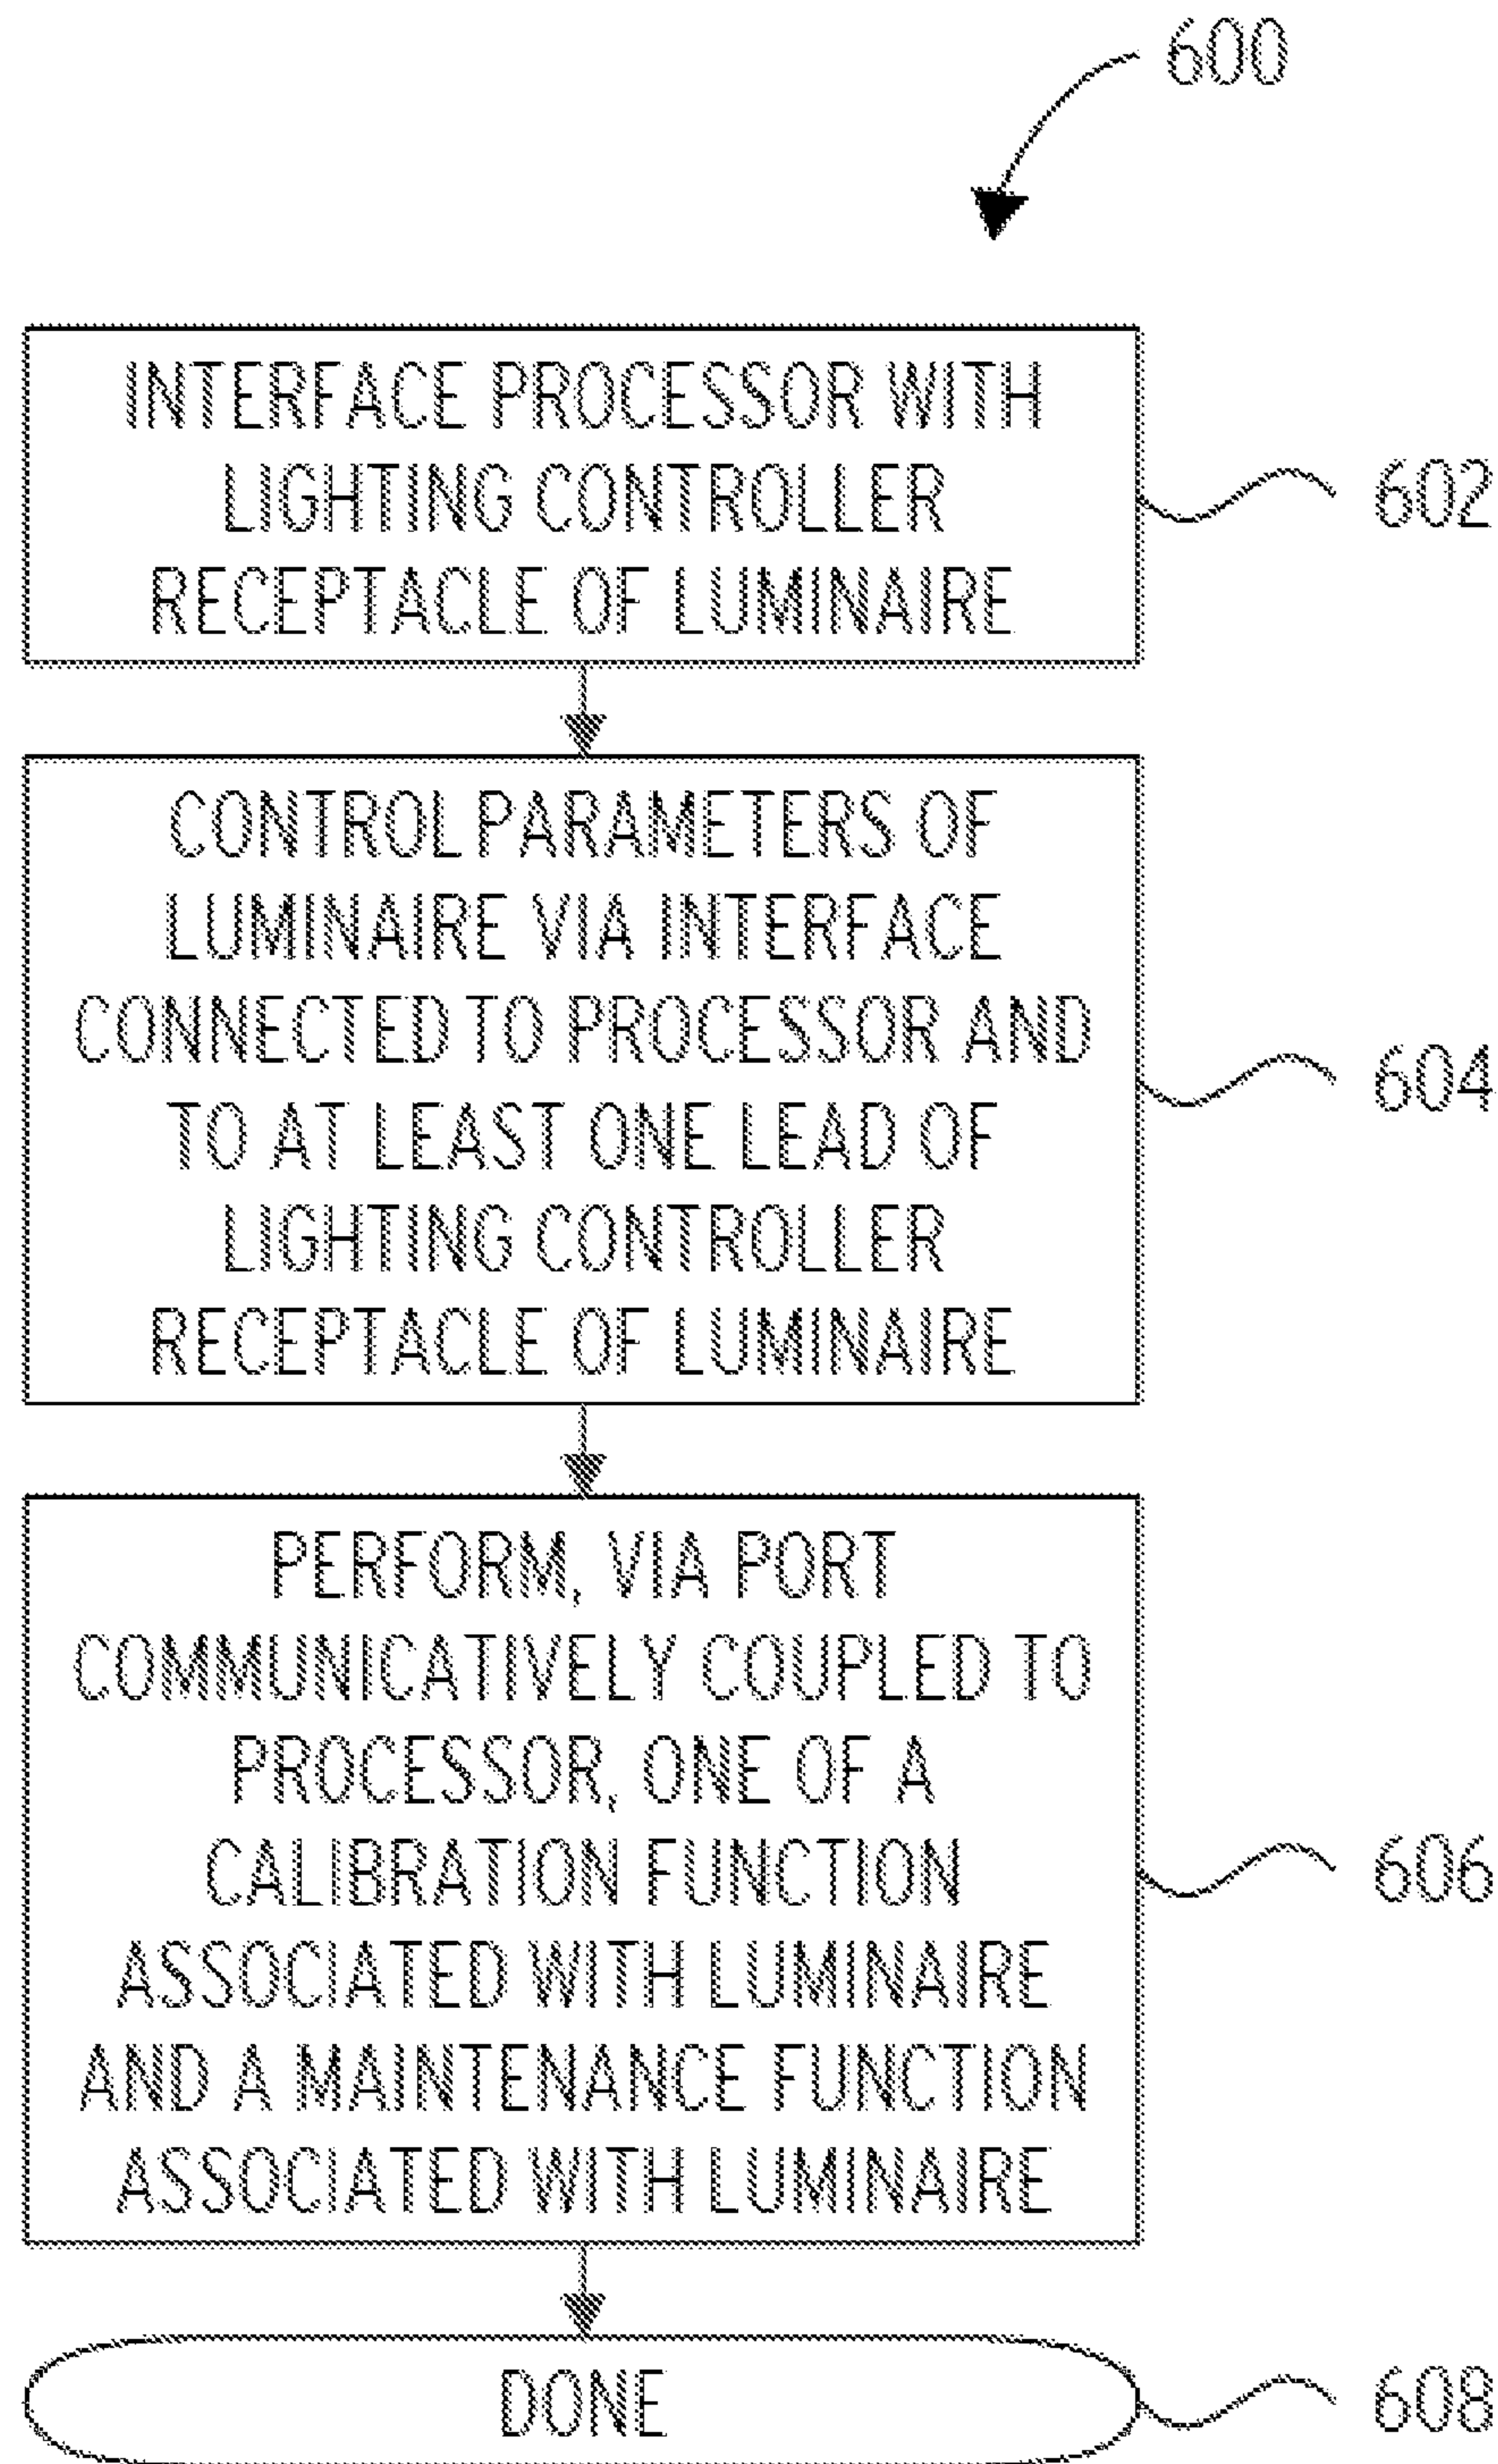 600
INTERFACE PROCESSOR WITH
LIGHTING CONTROLLER
RECEPTACLE OF LUMINAIRE
602
CONTROL PARAMETERS OF
LUMINAIRE VIA INTERFACE
CONNECTED TO PROCESSOR AND
TO AT LEAST ONE LEAD OF
LIGHTING CONTROLLER
RECEPTACLE OF LUMINAIRE
604
PERFORM, VIA PORT
COMMUNICATIVELY COUPLED TO
PROCESSOR, ONE OF A
CALIBRATION FUNCTION
ASSOCIATED WITH LUMINAIRE
AND A MAINTENANCE FUNCTION
ASSOCIATED WITH LUMINAIRE
606
DONE
608